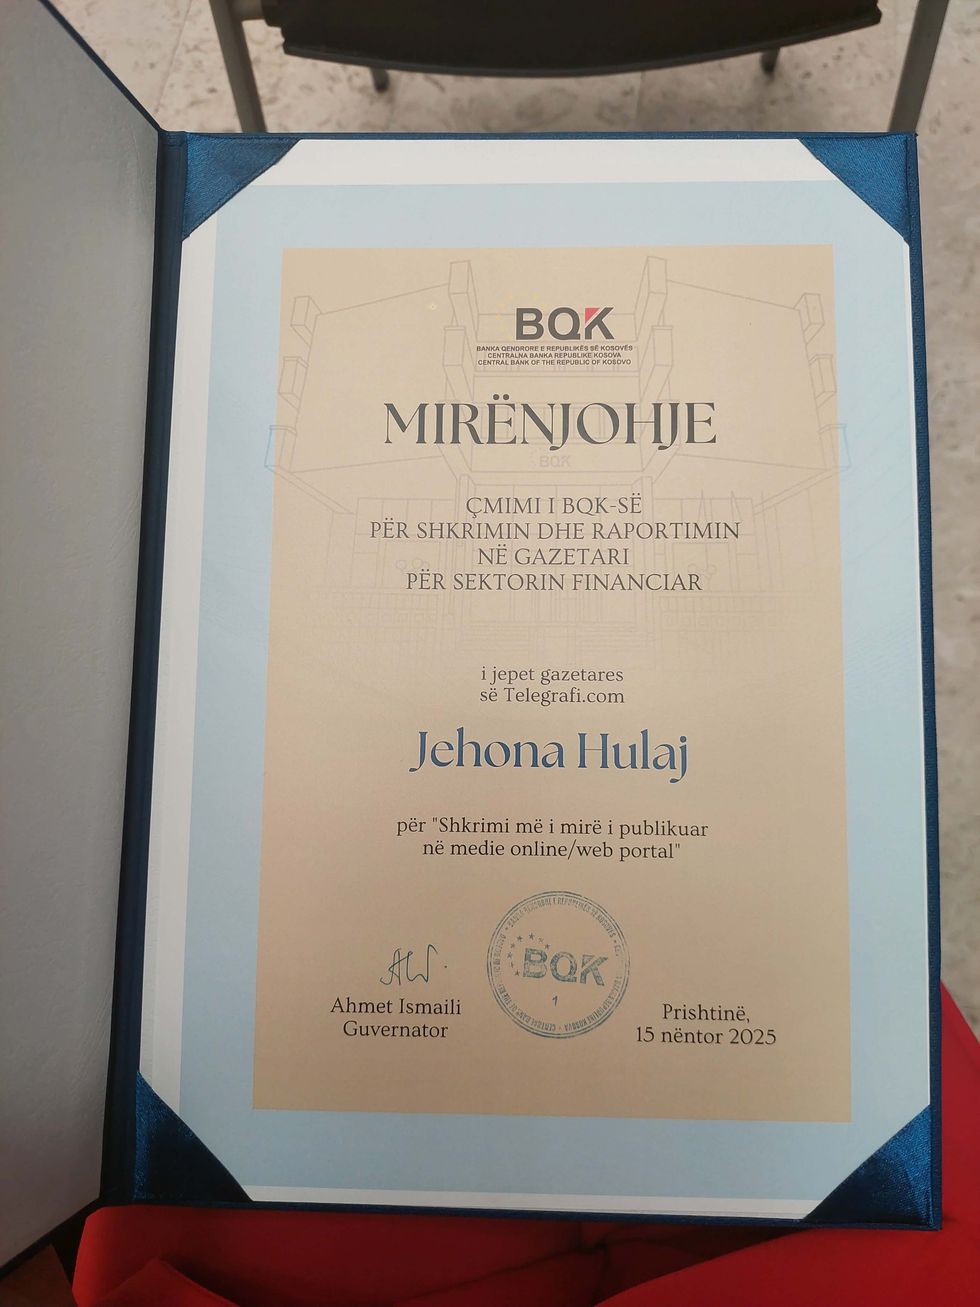 BQK
BANKA QENDRORE E REPUBLIKËS SË KOSOVËS
CENTRALNA BANKA REPUBLIKE KOSOVA
CENTRAL BANK OF THE REPUBLIC OF KOSOVO
MIRËNJOHJE
BQK
ÇMIMI I BQK-SË
PËR SHKRIMIN DHE RAPORTIMIN
NË GAZETARI
PËR SEKTORIN FINANCIAR
i jepet gazetares
së Telegrafi.com
Jehona Hulaj
për "Shkrimi më i mirë i publikuar
në medie online/web portal"
BQK
1
Ahmet Ismaili
Guvernator
Prishtinë,
15 nëntor 2025